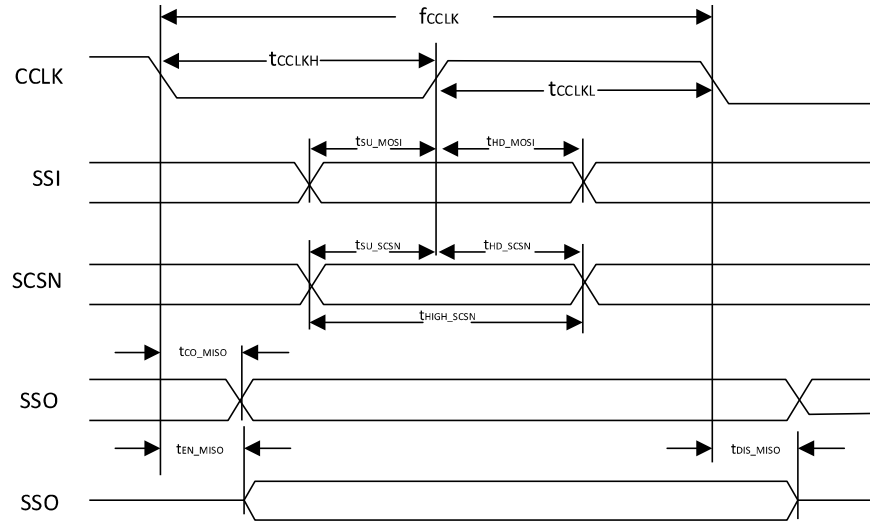 fCCLK
CCLK
tCCLKH
tCCLKL
tSU_MOSI
tHD_MOSI
SSI
tSU_SCSN
tHD_SCSN
SCSN
tHIGH_SCSN
tCO_MISO
SSO
tEN_MISO
tDIS_MISO
SSO